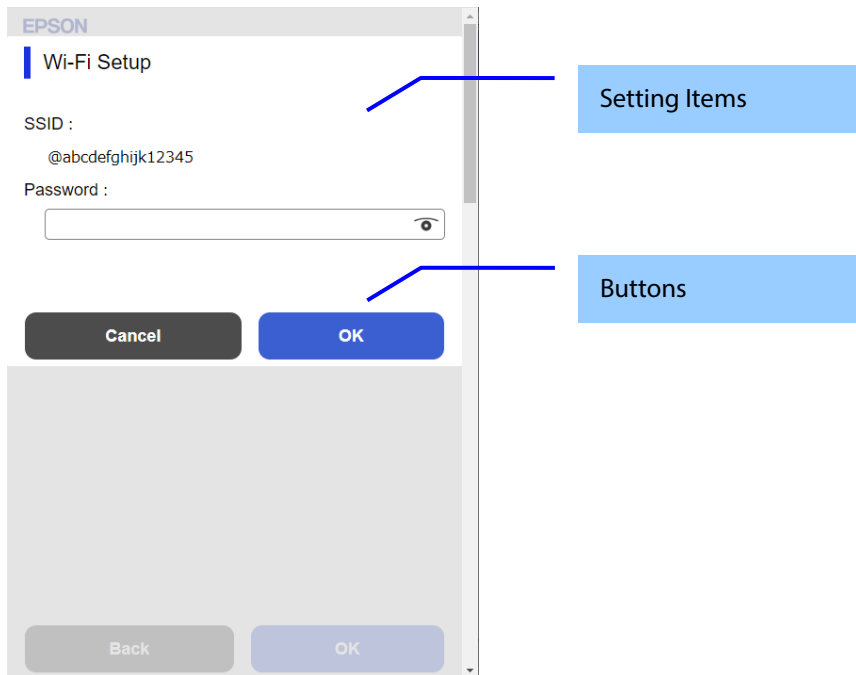 EPSON
Wi-Fi Setup
Setting Items
SSID :
@abcdefghijk12345
Password :
Buttons
Cancel OK
Back OK